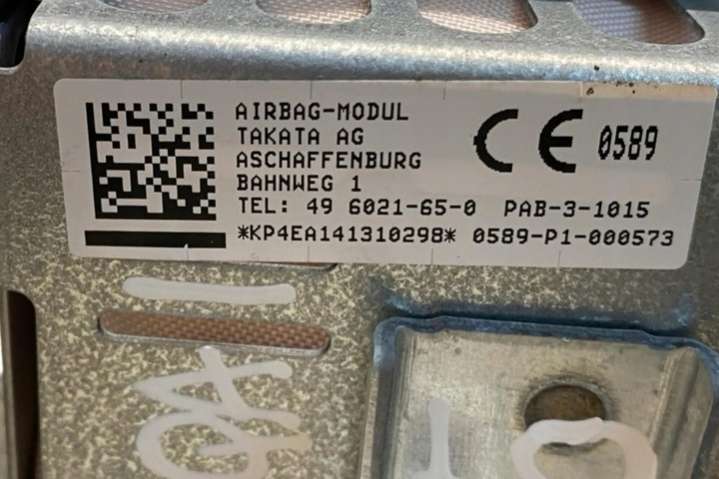 AIRBAG-MODUL
TAKATA AG
ASCHAFFENBURG
BAHNWEG 1
TEL: 49 6021-65-0 PAB-3-1015
*KP4EA141310298* 0589-P1-000573
CE 0589